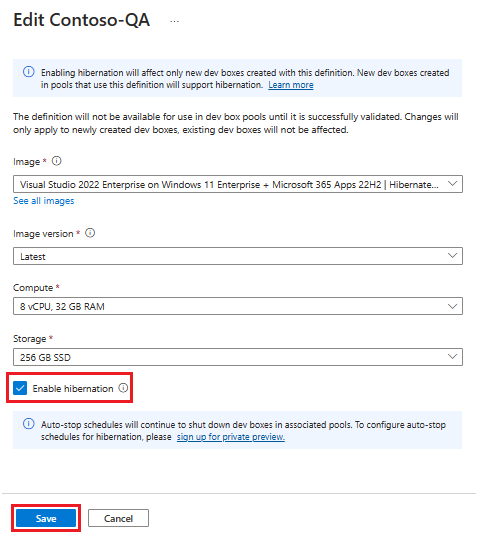 Edit Contoso-QA ...
Enabling hibernation will affect only new dev boxes created with this definition. New dev boxes created
in pools that use this definition will support hibernation. Learn more
The definition will not be available for use in dev box pools until it is successfully validated. Changes will
only apply to newly created dev boxes, existing dev boxes will not be affected.
Image *
Visual Studio 2022 Enterprise on Windows 11 Enterprise + Microsoft 365 Apps 22H2 | Hibernate...
See all images
Image version *
Latest
Compute *
8 vCPU, 32 GB RAM
Storage *
256 GB SSD
Enable hibernation
Auto-stop schedules will continue to shut down dev boxes in associated pools. To configure auto-stop
schedules for hibernation, please sign up for private preview.
Save Cancel